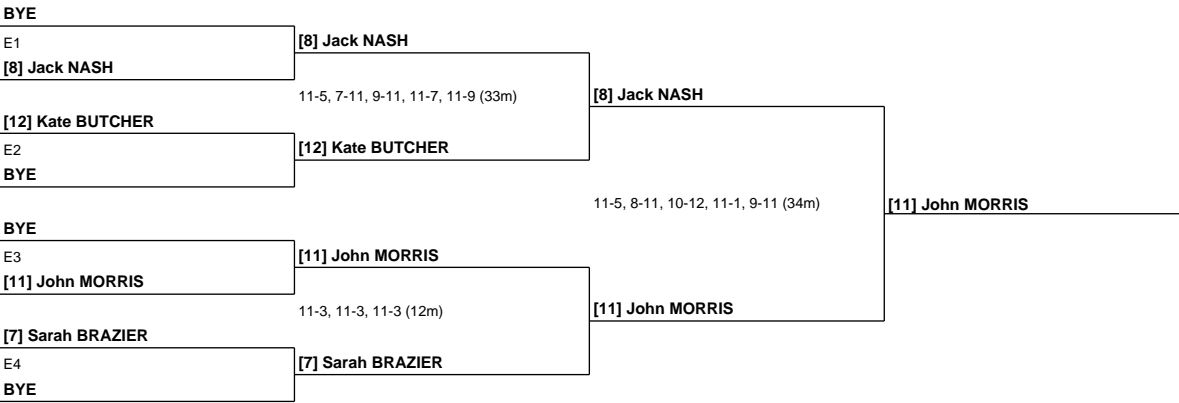 BYE
E1
[8] Jack NASH
[8] Jack NASH
11-5, 7-11, 9-11, 11-7, 11-9 (33m)
[8] Jack NASH
[12] Kate BUTCHER
E2
[12] Kate BUTCHER
BYE
11-5, 8-11, 10-12, 11-1, 9-11 (34m)
[11] John MORRIS
BYE
E3
[11] John MORRIS
[11] John MORRIS
11-3, 11-3, 11-3 (12m)
[11] John MORRIS
[7] Sarah BRAZIER
E4
[7] Sarah BRAZIER
BYE